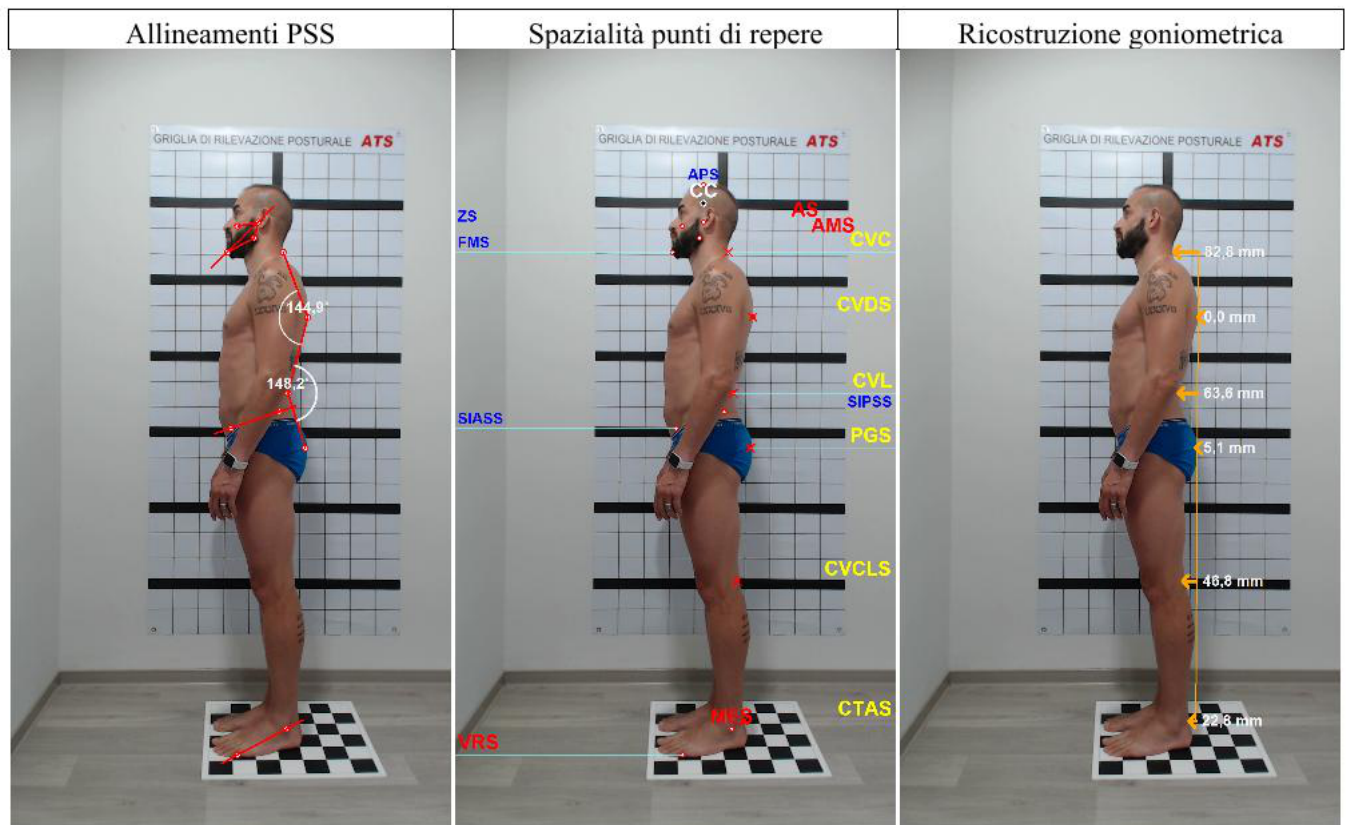 Allineamenti PSS
Spazialità punti di repere
Ricostruzione goniometrica
GRIGLIA DI RILEVAZIONE POSTURALE ATS
144,9°
148,2°
GRIGLIA DI RILEVAZIONE POSTURALE ATS
APS
CC
AS
ZS
AMS
FMS
CVC
CVDS
CVL
SIPSS
SIASS
PGS
CVCLS
CTAS
MES
VRS
GRIGLIA DI RILEVAZIONE POSTURALE ATS
82,8 mm
0,0 mm
63,6 mm
5,1 mm
46,8 mm
22,8 mm